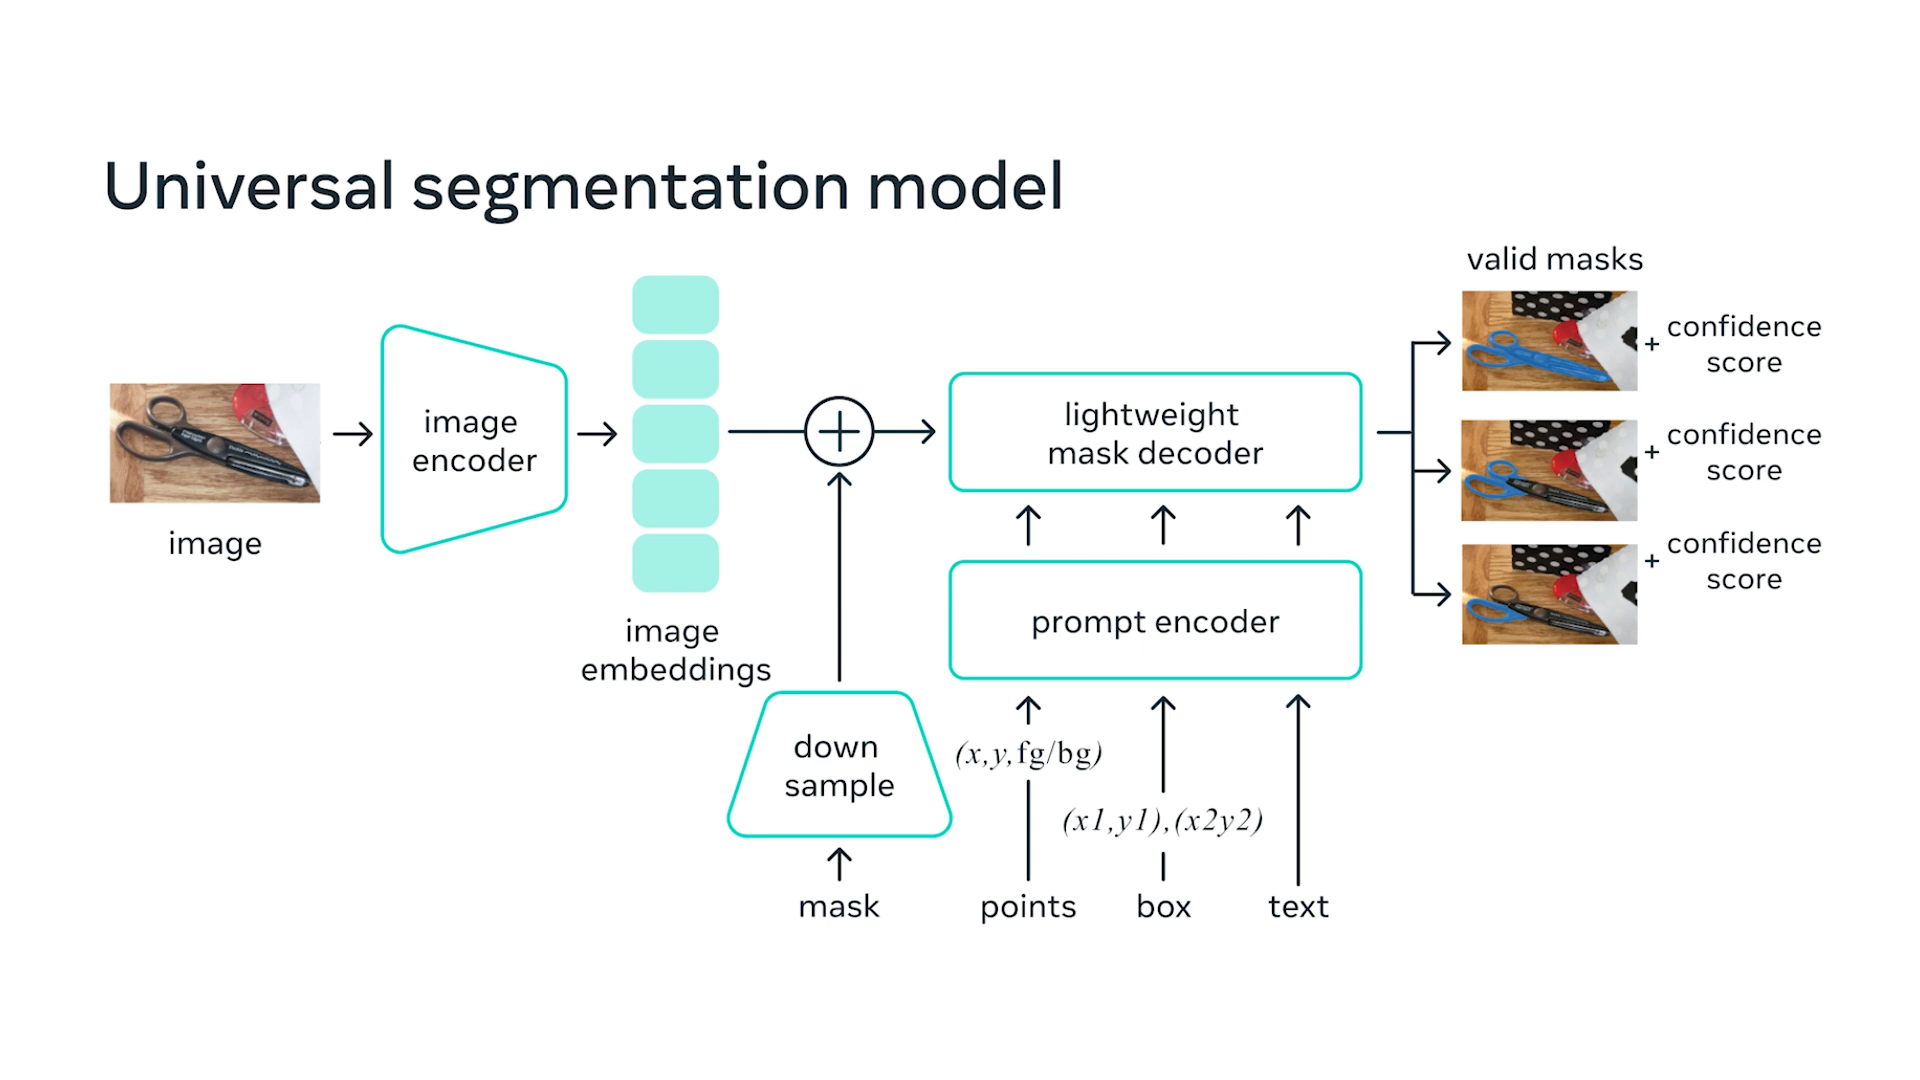 Universal segmentation model
image
image
encoder
image
embeddings
down
sample
mask
lightweight
mask decoder
prompt encoder
(x,y,fg/bg)
(x1,y1),(x2y2)
points
box
text
valid masks
+ confidence
score
+ confidence
score
+ confidence
score